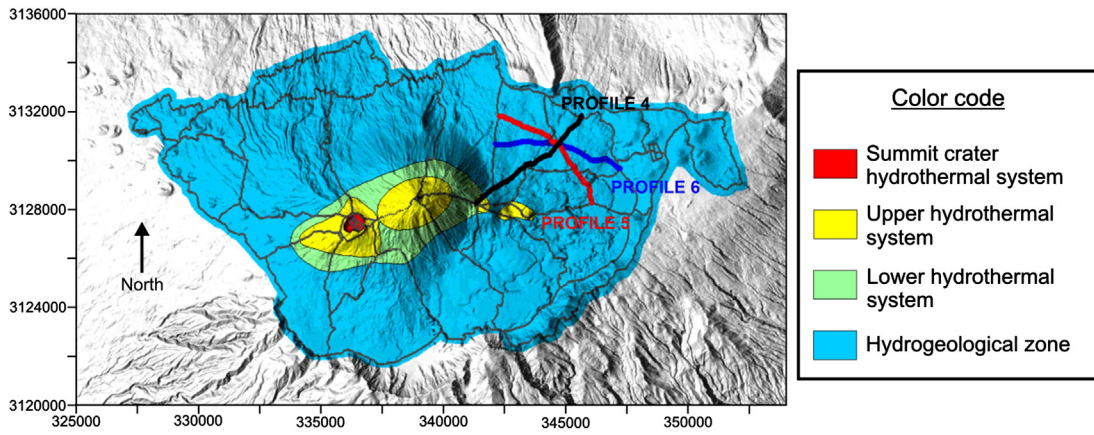 3136000
3132000
3128000
3124000
3120000
325000
330000
335000
340000
345000
350000
PROFILE 4
PROFILE 6
PROFILE 5
North
Color code
Summit crater
hydrothermal system
Upper hydrothermal
system
Lower hydrothermal
system
Hydrogeological zone